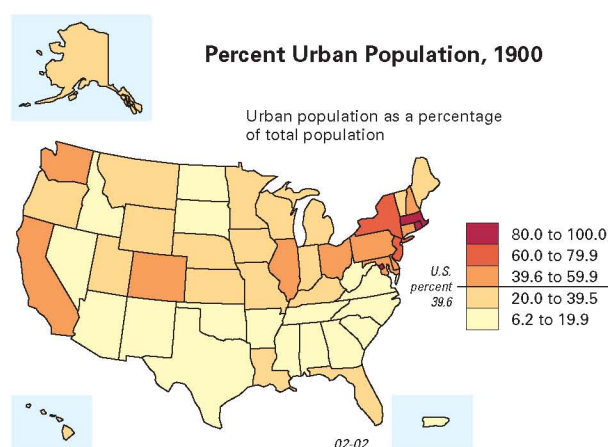 Percent Urban Population, 1900
Urban population as a percentage
of total population
80.0 to 100.0
60.0 to 79.9
39.6 to 59.9
20.0 to 39.5
6.2 to 19.9
U.S.
percent
39.6
02-02